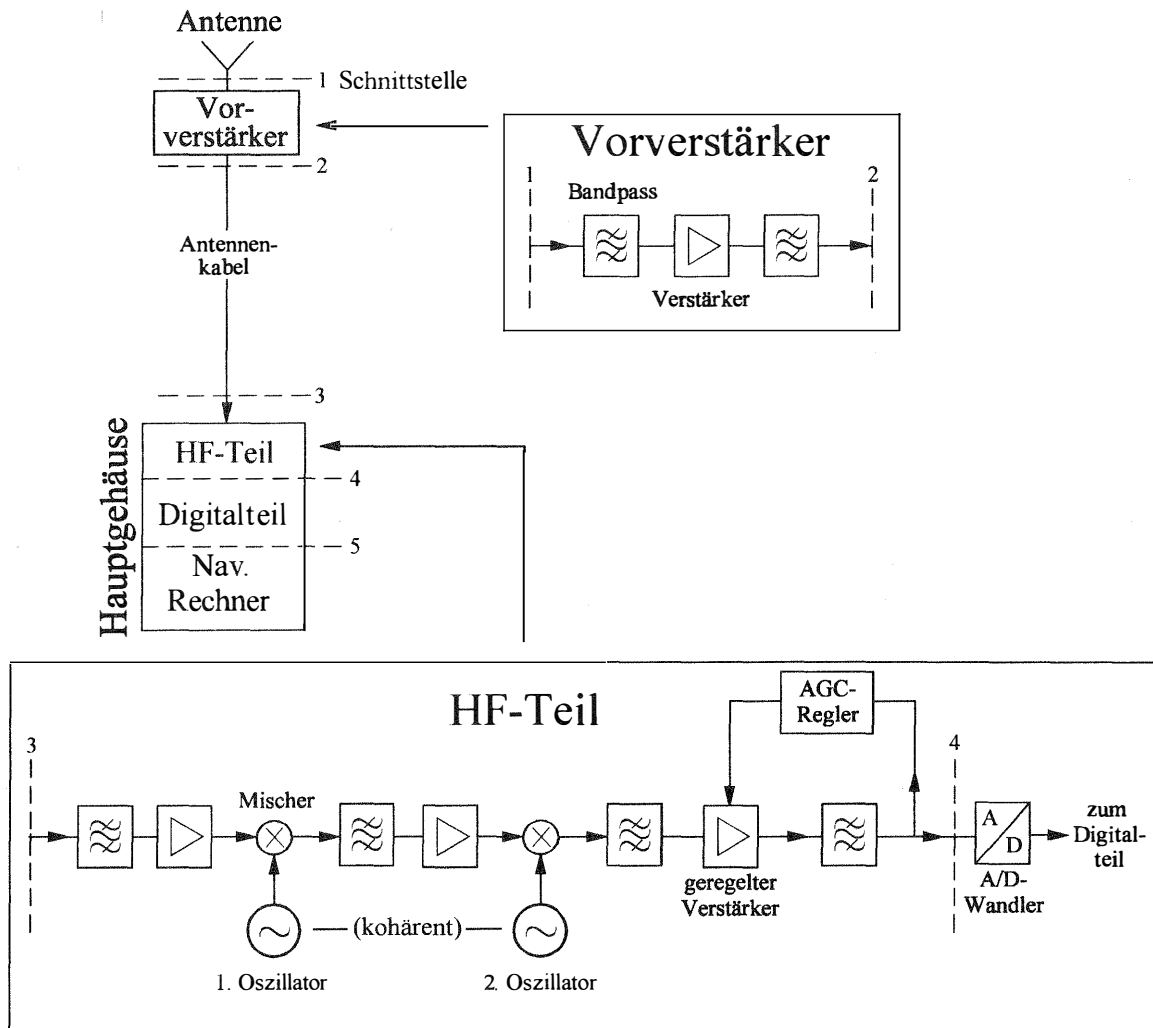 Antenne
1 Schnittstelle
Vor-
verstärker
2
Antennen-
kabel
3
Hauptgehäuse
HF-Teil
4
Digitalteil
5
Nav.
Rechner
Vorverstärker
1
2
Bandpass
Verstärker
HF-Teil
AGC-
Regler
3
4
Mischer
A
D
zum
Digital-
teil
geregelter
Verstärker
A/D-
Wandler
(kohärent)
1. Oszillator
2. Oszillator